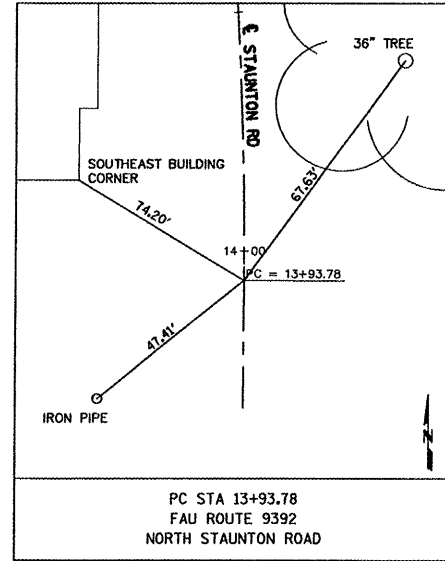 36" TREE
℄ STAUNTON RD
SOUTHEAST BUILDING
CORNER
67.63'
74.20'
14+00
PC = 13+93.78
47.41'
IRON PIPE
N
PC STA 13+93.78
FAU ROUTE 9392
NORTH STAUNTON ROAD